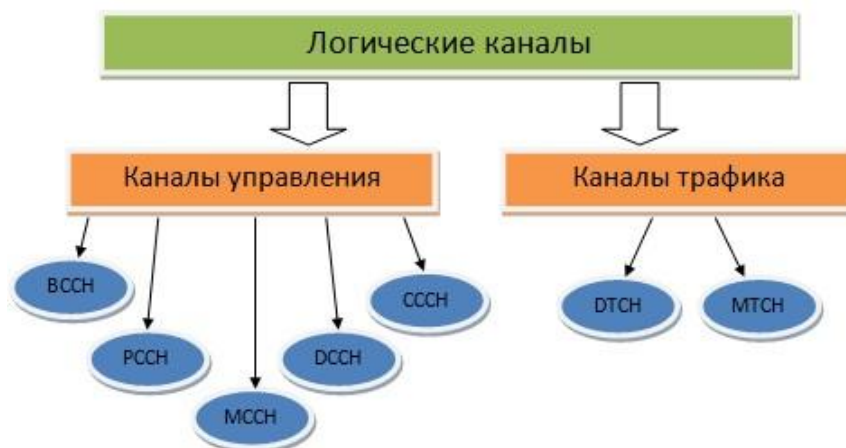 Логические каналы
Каналы управления
Каналы трафика
BCCH
PCCH
MCCH
DCCH
CCCH
DTCH
MTCH